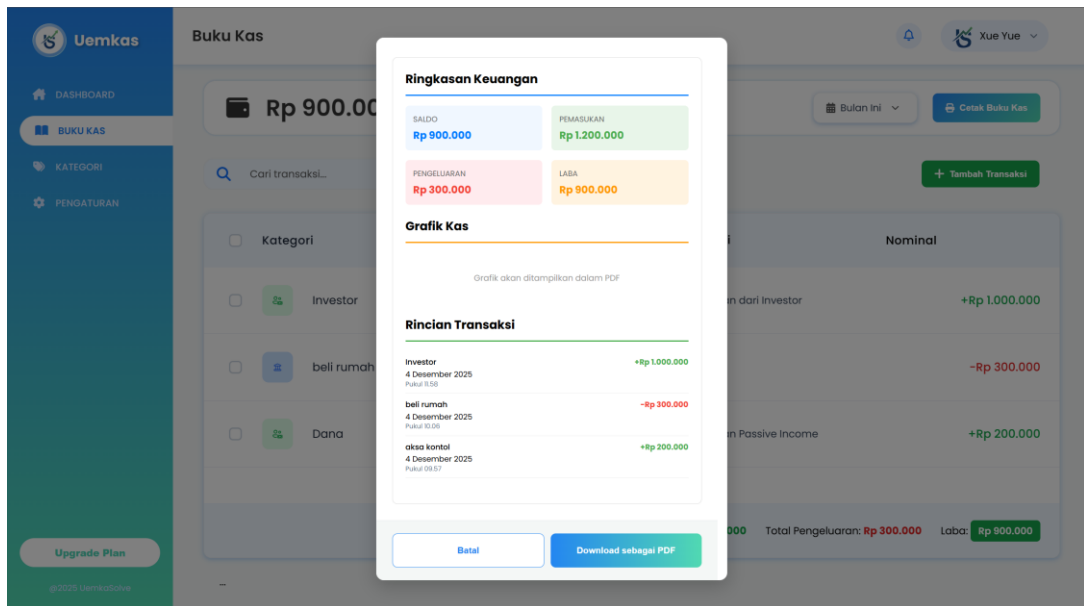 Uemkas
Buku Kas
Xue Yue
DASHBOARD
BUKU KAS
KATEGORI
PENGATURAN
Rp 900.00
Bulan Ini
Cetak Buku Kas
Cari transaksi...
+ Tambah Transaksi
Kategori
i
Nominal
Investor
an dari Investor
+Rp 1.000.000
beli rumah
-Rp 300.000
Dana
an Passive Income
+Rp 200.000
000
Total Pengeluaran: Rp 300.000
Laba: Rp 900.000
Upgrade Plan
@2025 UemkaSolve
Ringkasan Keuangan
SALDO
Rp 900.000
PEMASUKAN
Rp 1.200.000
PENGELUARAN
Rp 300.000
LABA
Rp 900.000
Grafik Kas
Grafik akan ditampilkan dalam PDF
Rincian Transaksi
Investor
+Rp 1.000.000
4 Desember 2025
Pukul 11.58
beli rumah
-Rp 300.000
4 Desember 2025
Pukul 10.06
aksa kontol
+Rp 200.000
4 Desember 2025
Pukul 09.57
Batal
Download sebagai PDF